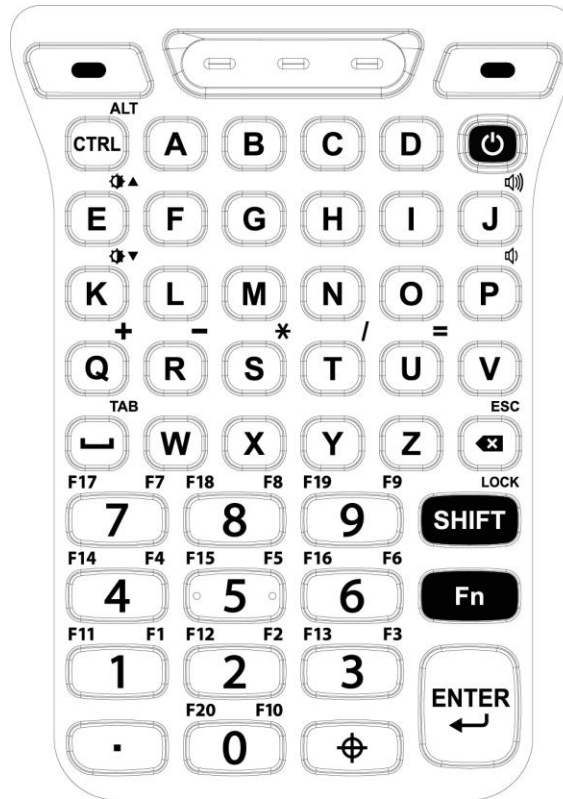 ALT
CTRL A B C D
E F G H I J
K L M N O P
+ - * / =
Q R S T U V
TAB ESC
W X Y Z
F17 F7 F18 F8 F19 F9 LOCK
7 8 9 SHIFT
F14 F4 F15 F5 F16 F6
4 5 6 Fn
F11 F1 F12 F2 F13 F3
1 2 3 ENTER
F20 F10
. 0